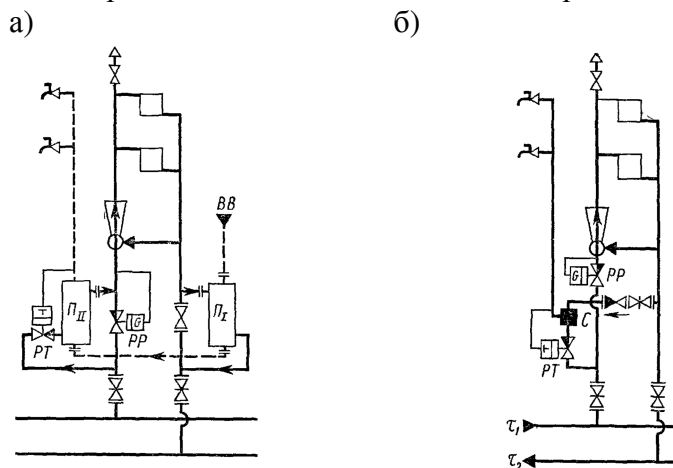 а)
б)
ВВ
П_II
П_I
G
РР
Т
РТ
G
РР
С
Т
РТ
τ₁
τ₂